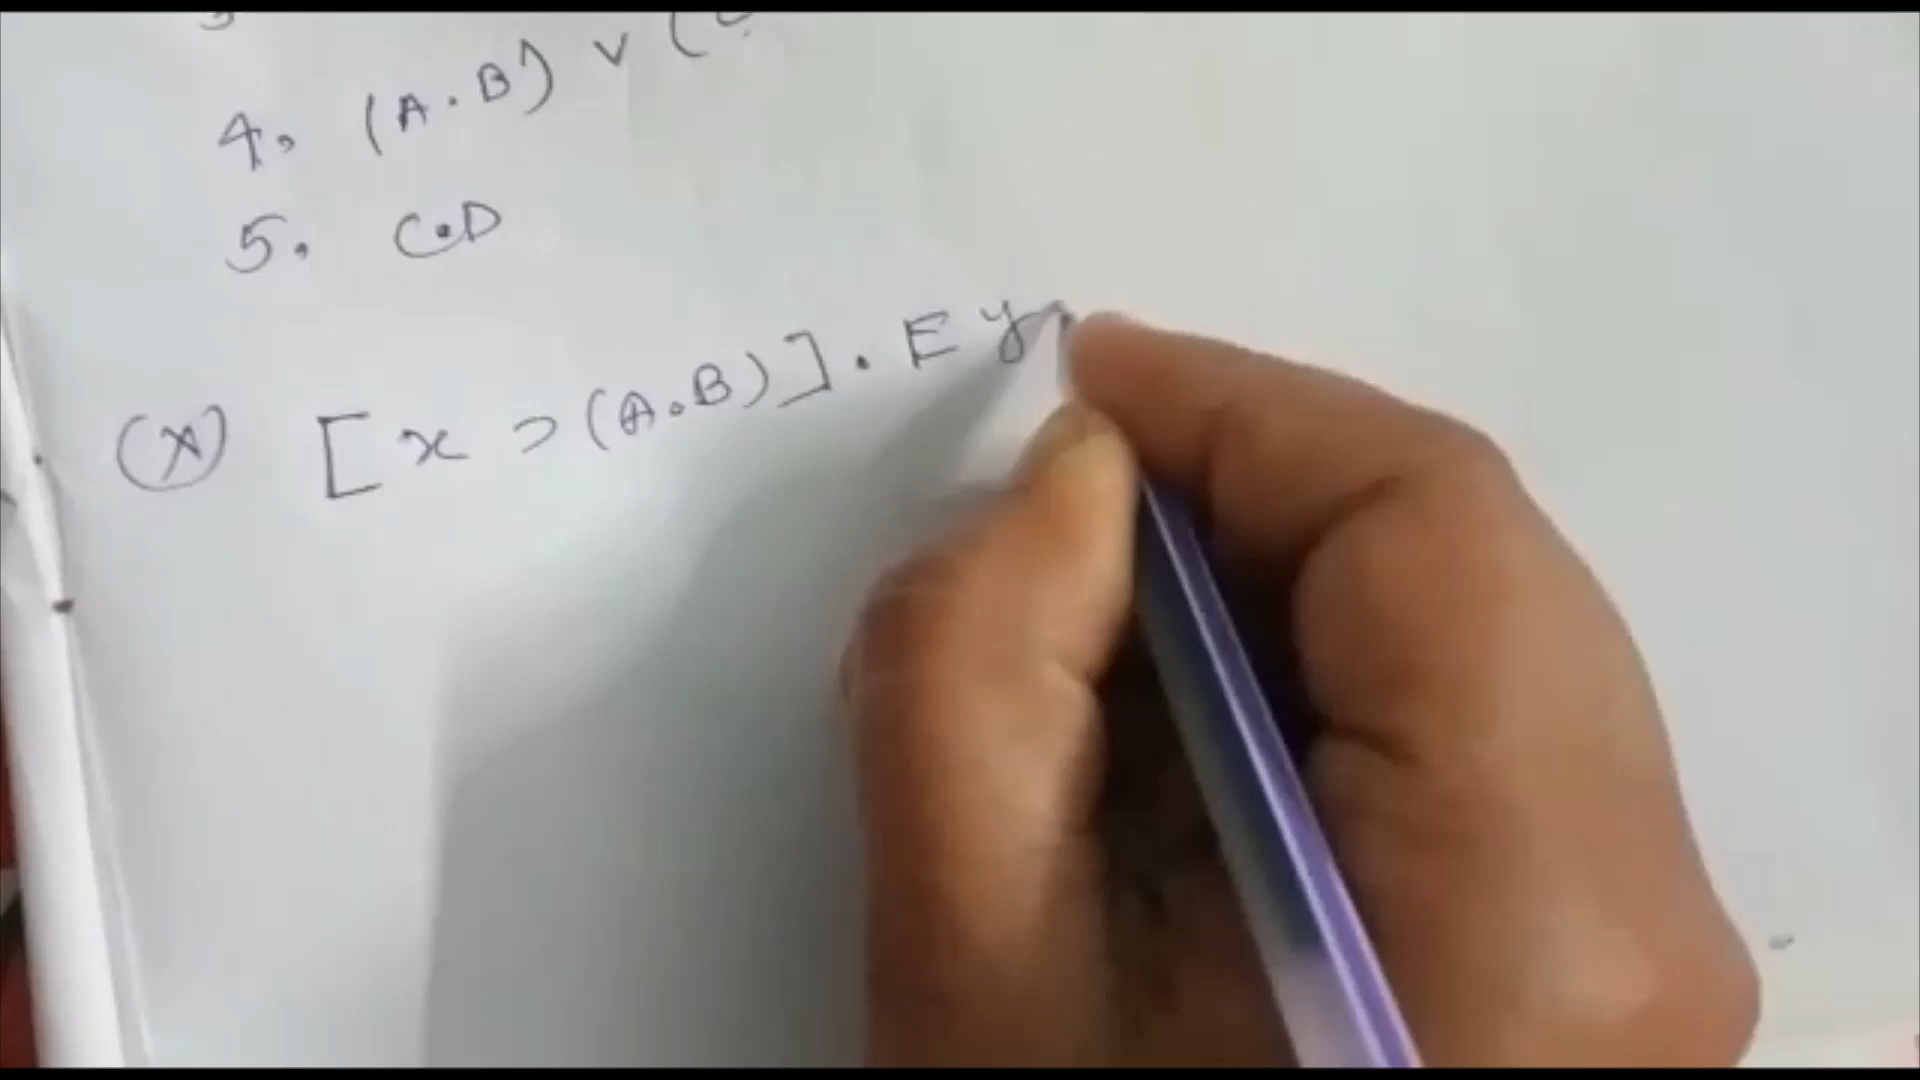 4. (A.B) ∨ (C
5. C.D
(X) [x ⊃ (A.B)] . E y